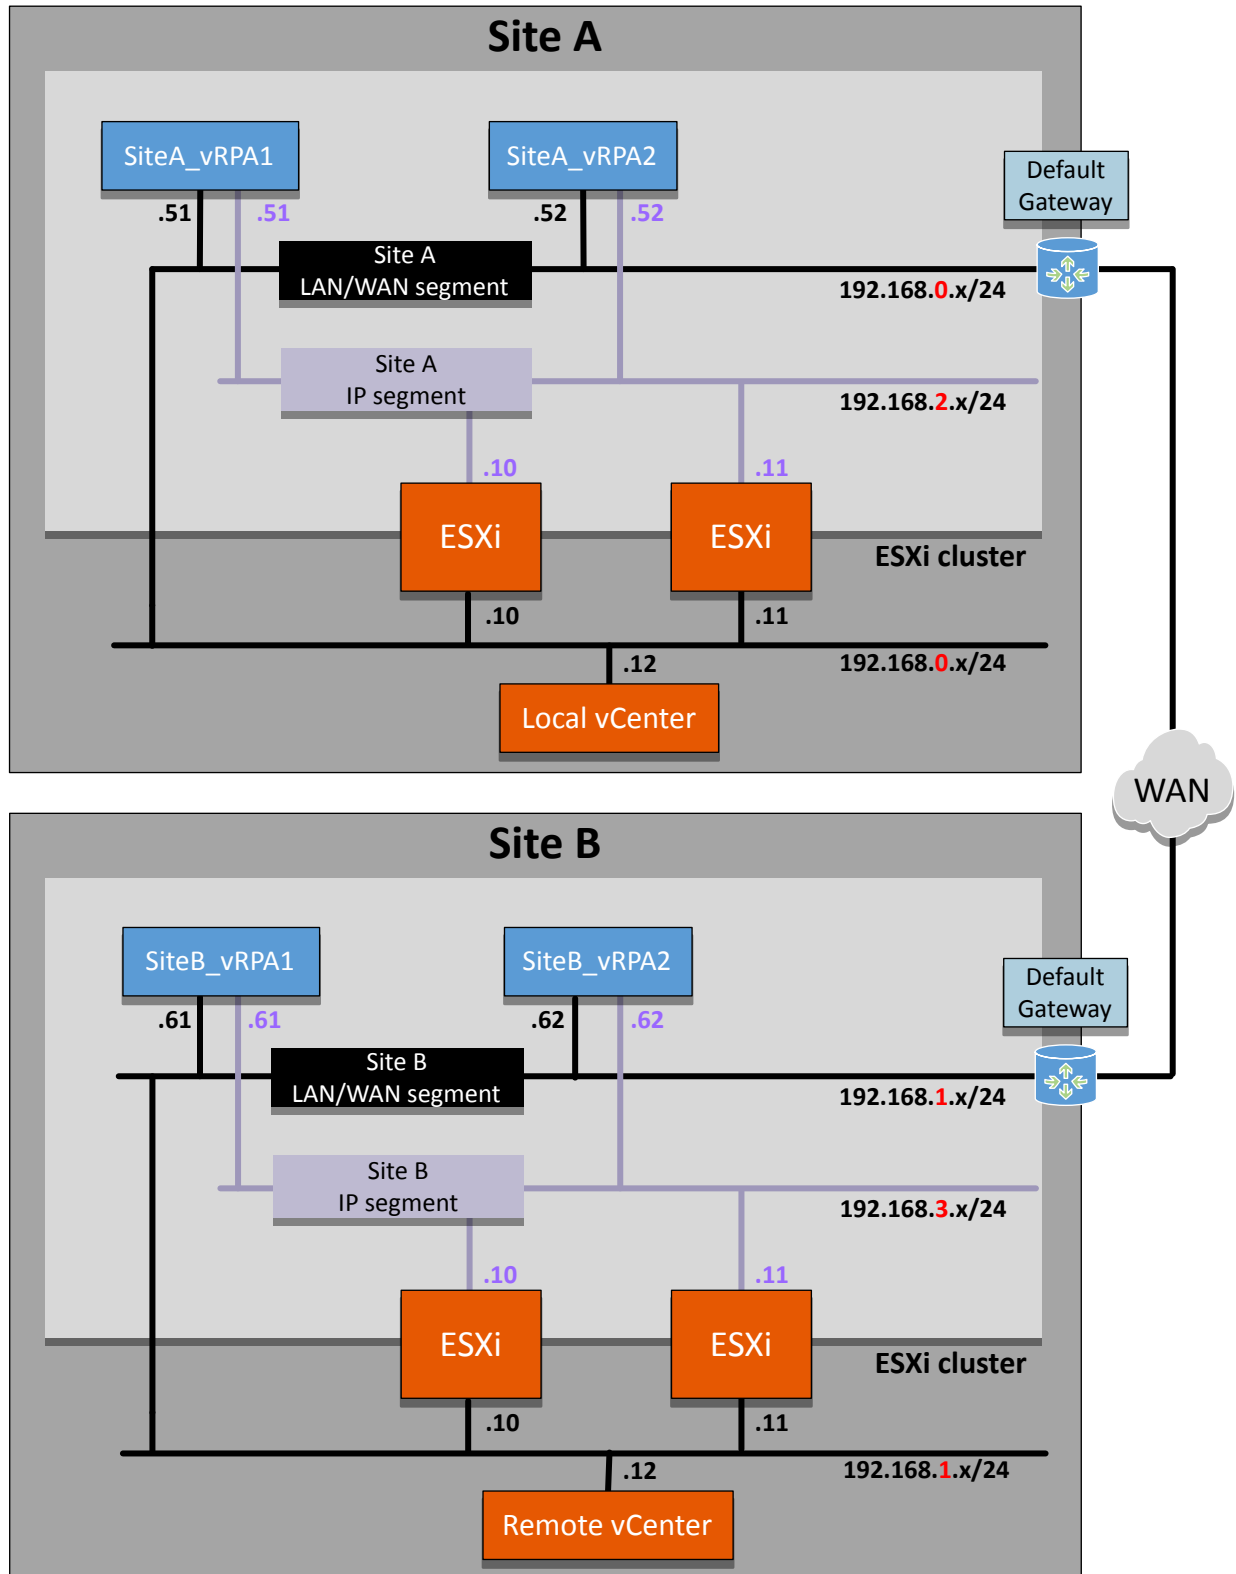 Site A
SiteA_vRPA1
SiteA_vRPA2
Default
Gateway
.51
.51
.52
.52
Site A
LAN/WAN segment
192.168.0.x/24
Site A
IP segment
192.168.2.x/24
.10
.11
ESXi
ESXi
ESXi cluster
.10
.11
.12
192.168.0.x/24
Local vCenter
WAN
Site B
SiteB_vRPA1
SiteB_vRPA2
Default
Gateway
.61
.61
.62
.62
Site B
LAN/WAN segment
192.168.1.x/24
Site B
IP segment
192.168.3.x/24
.10
.11
ESXi
ESXi
ESXi cluster
.10
.11
.12
192.168.1.x/24
Remote vCenter